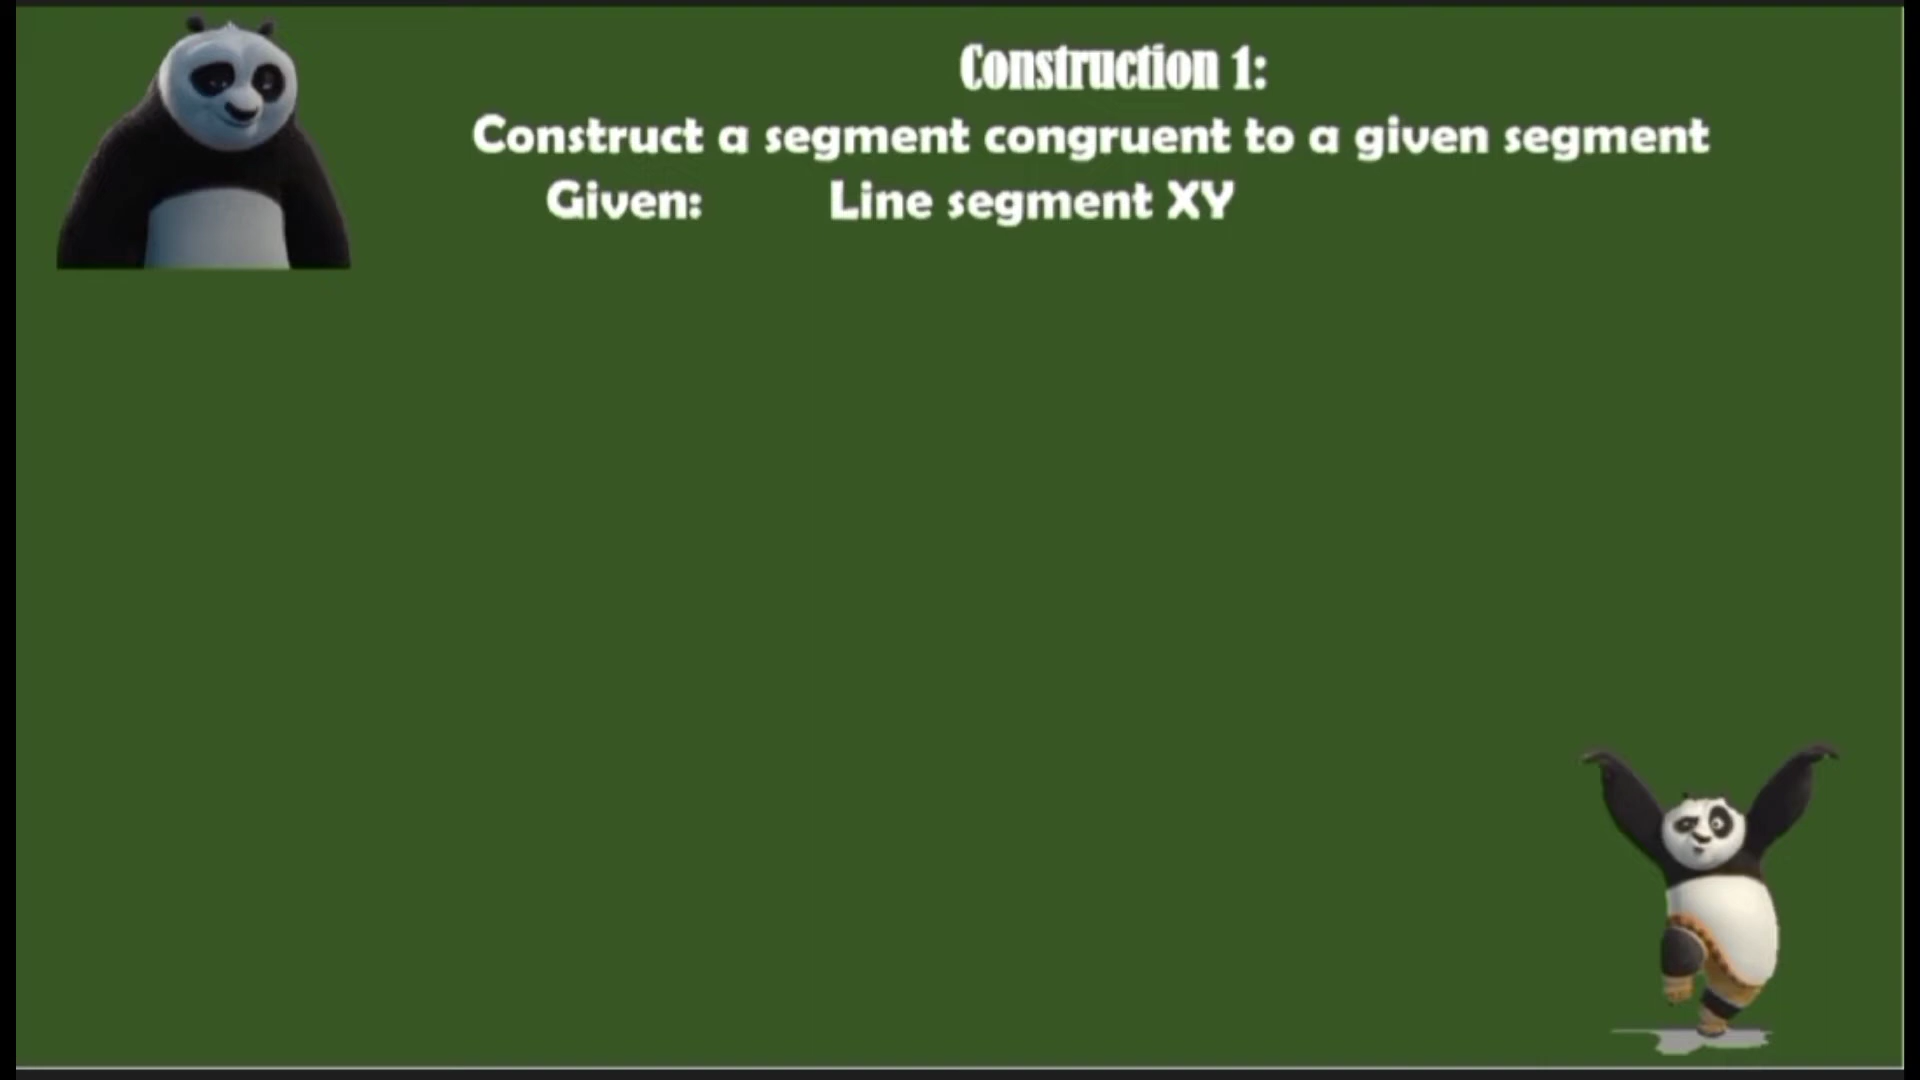 Construction 1:
Construct a segment congruent to a given segment
Given: Line segment XY